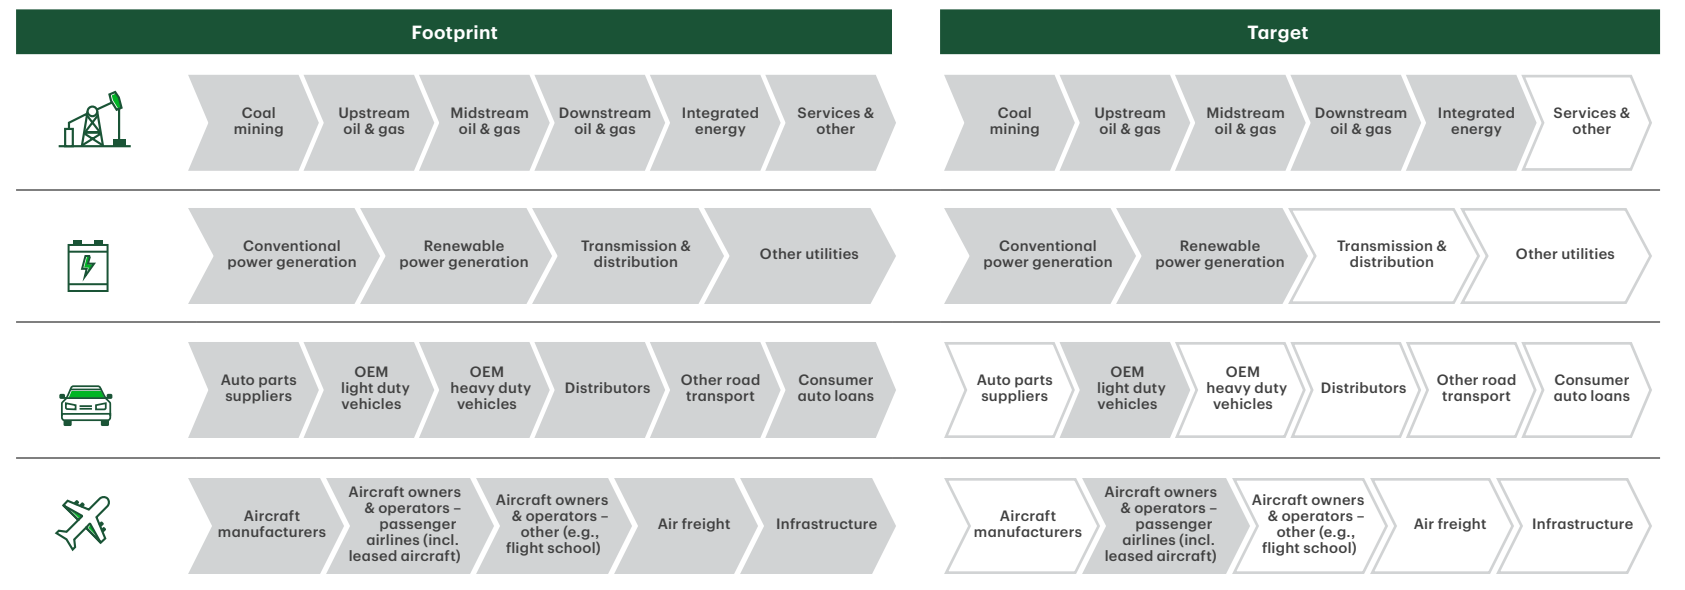 Footprint
Target
Coal
mining
Upstream
oil & gas
Midstream
oil & gas
Downstream
oil & gas
Integrated
energy
Services &
other
Coal
mining
Upstream
oil & gas
Midstream
oil & gas
Downstream
oil & gas
Integrated
energy
Services &
other
Conventional
power generation
Renewable
power generation
Transmission &
distribution
Other utilities
Conventional
power generation
Renewable
power generation
Transmission &
distribution
Other utilities
Auto parts
suppliers
OEM
light duty
vehicles
OEM
heavy duty
vehicles
Distributors
Other road
transport
Consumer
auto loans
Auto parts
suppliers
OEM
light duty
vehicles
OEM
heavy duty
vehicles
Distributors
Other road
transport
Consumer
auto loans
Aircraft
manufacturers
Aircraft owners
& operators –
passenger
airlines (incl.
leased aircraft)
Aircraft owners
& operators –
other (e.g.,
flight school)
Air freight
Infrastructure
Aircraft
manufacturers
Aircraft owners
& operators –
passenger
airlines (incl.
leased aircraft)
Aircraft owners
& operators –
other (e.g.,
flight school)
Air freight
Infrastructure